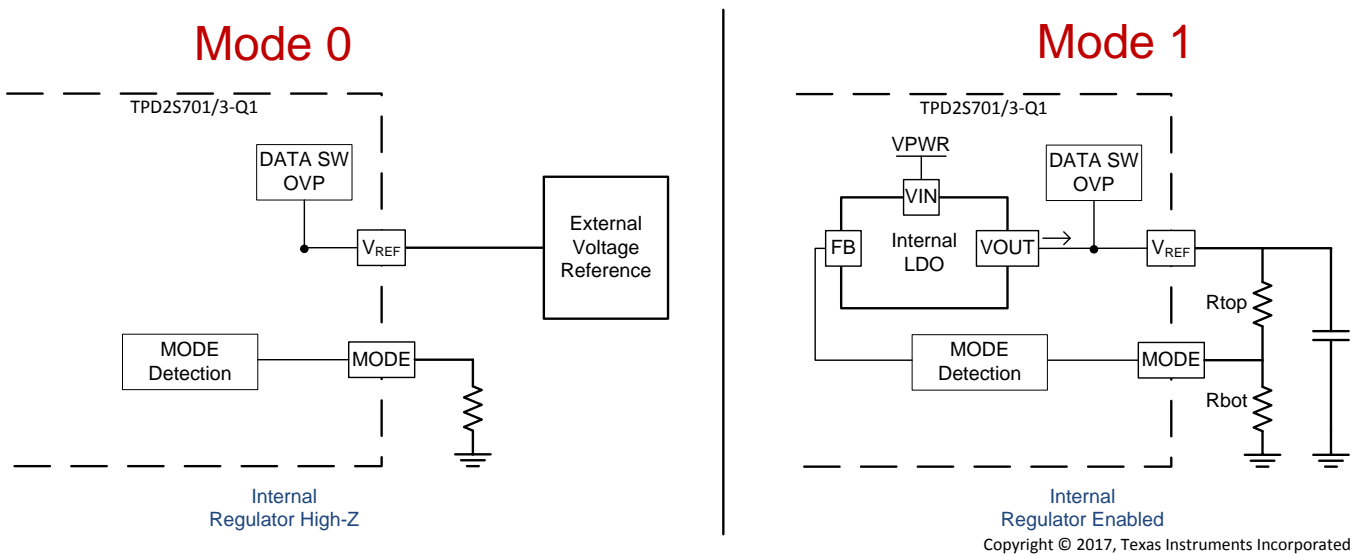 Mode 0
TPD2S701/3-Q1
DATA SW
OVP
VREF
External
Voltage
Reference
MODE
Detection
MODE
Internal
Regulator High-Z
Mode 1
TPD2S701/3-Q1
VPWR
VIN
DATA SW
OVP
FB
Internal
LDO
VOUT
VREF
Rtop
MODE
Detection
MODE
Rbot
Internal
Regulator Enabled
Copyright © 2017, Texas Instruments Incorporated